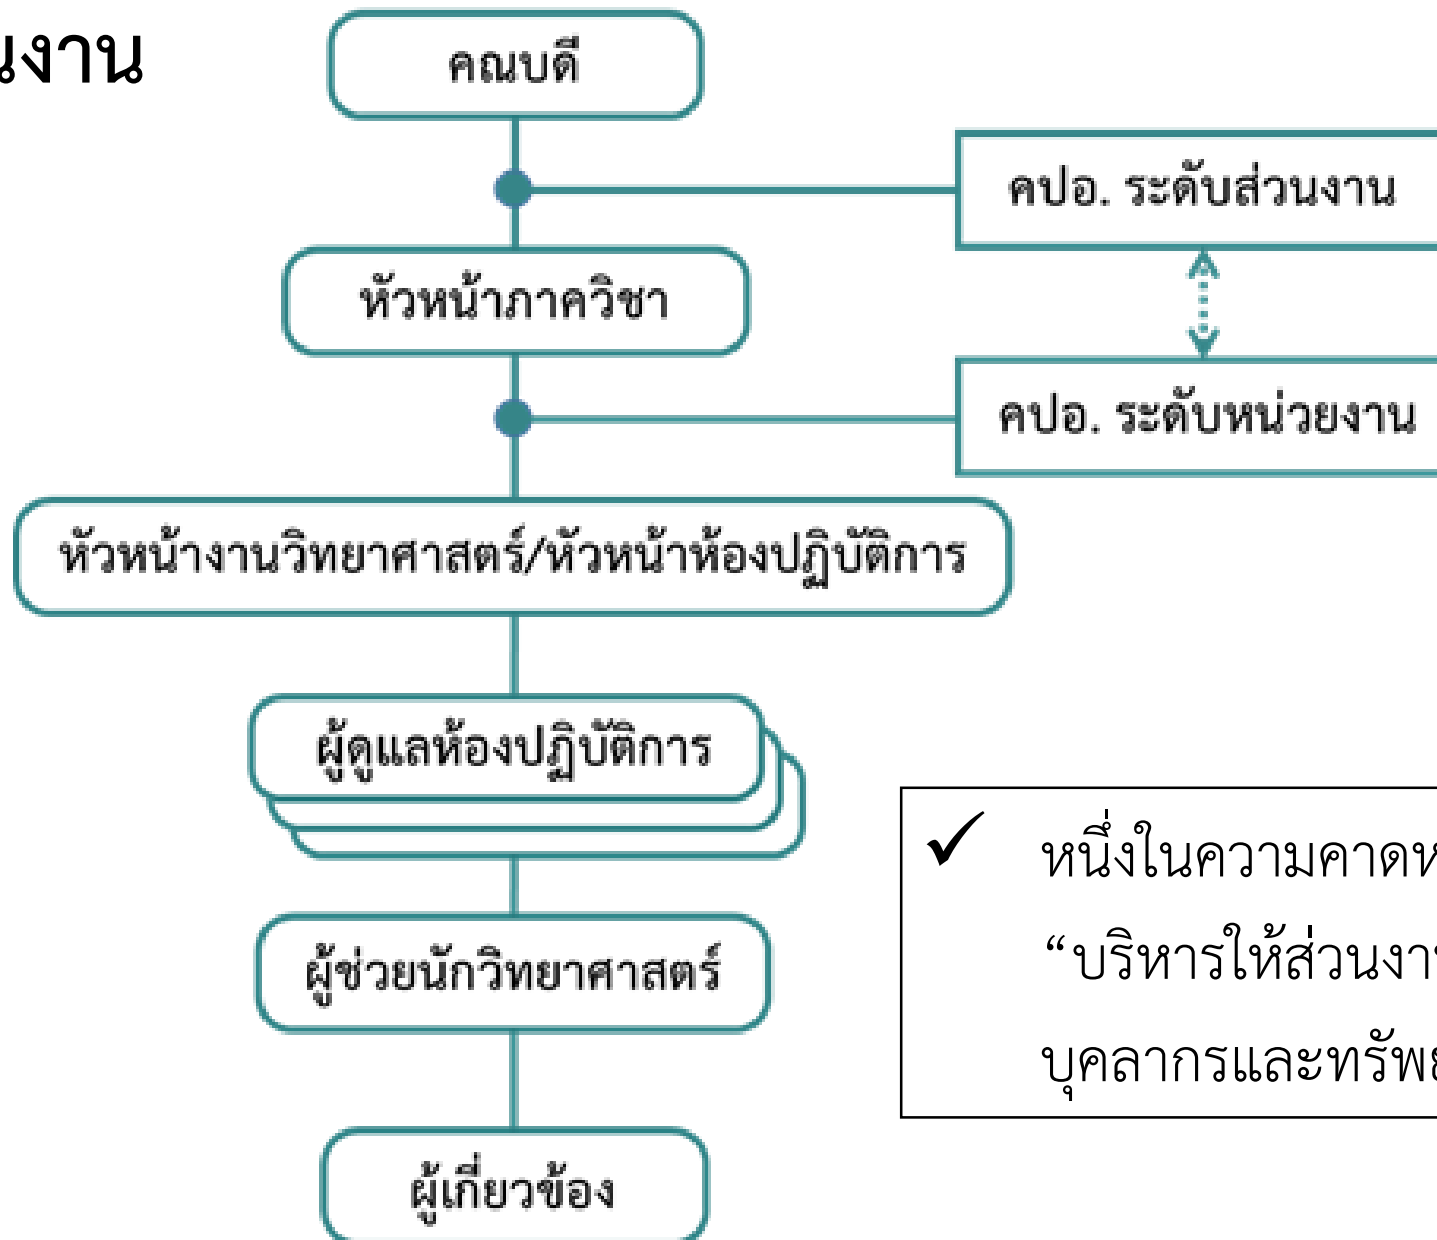 นงาน
คณบดี
คปอ. ระดับส่วนงาน
หัวหน้าภาควิชา
คปอ. ระดับหน่วยงาน
หัวหน้างานวิทยาศาสตร์/หัวหน้าห้องปฏิบัติการ
ผู้ดูแลห้องปฏิบัติการ
✓ หนึ่งในความคาดห
“บริหารให้ส่วนงา
บุคลากรและทรัพย
ผู้ช่วยนักวิทยาศาสตร์
ผู้เกี่ยวข้อง